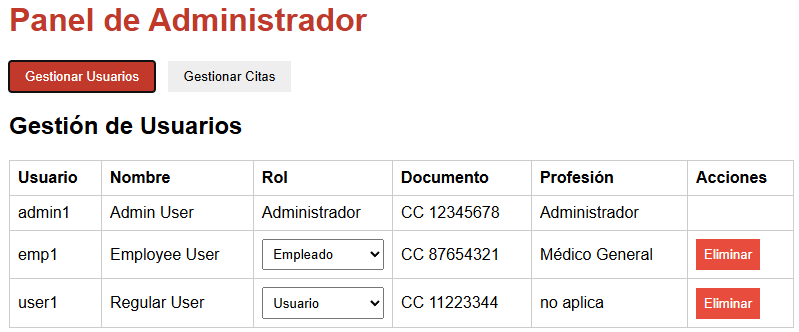 Panel de Administrador
Gestionar Usuarios Gestionar Citas
Gestión de Usuarios
Usuario Nombre Rol Documento Profesión Acciones
admin1 Admin User Administrador CC 12345678 Administrador
emp1 Employee User Empleado CC 87654321 Médico General Eliminar
user1 Regular User Usuario CC 11223344 no aplica Eliminar